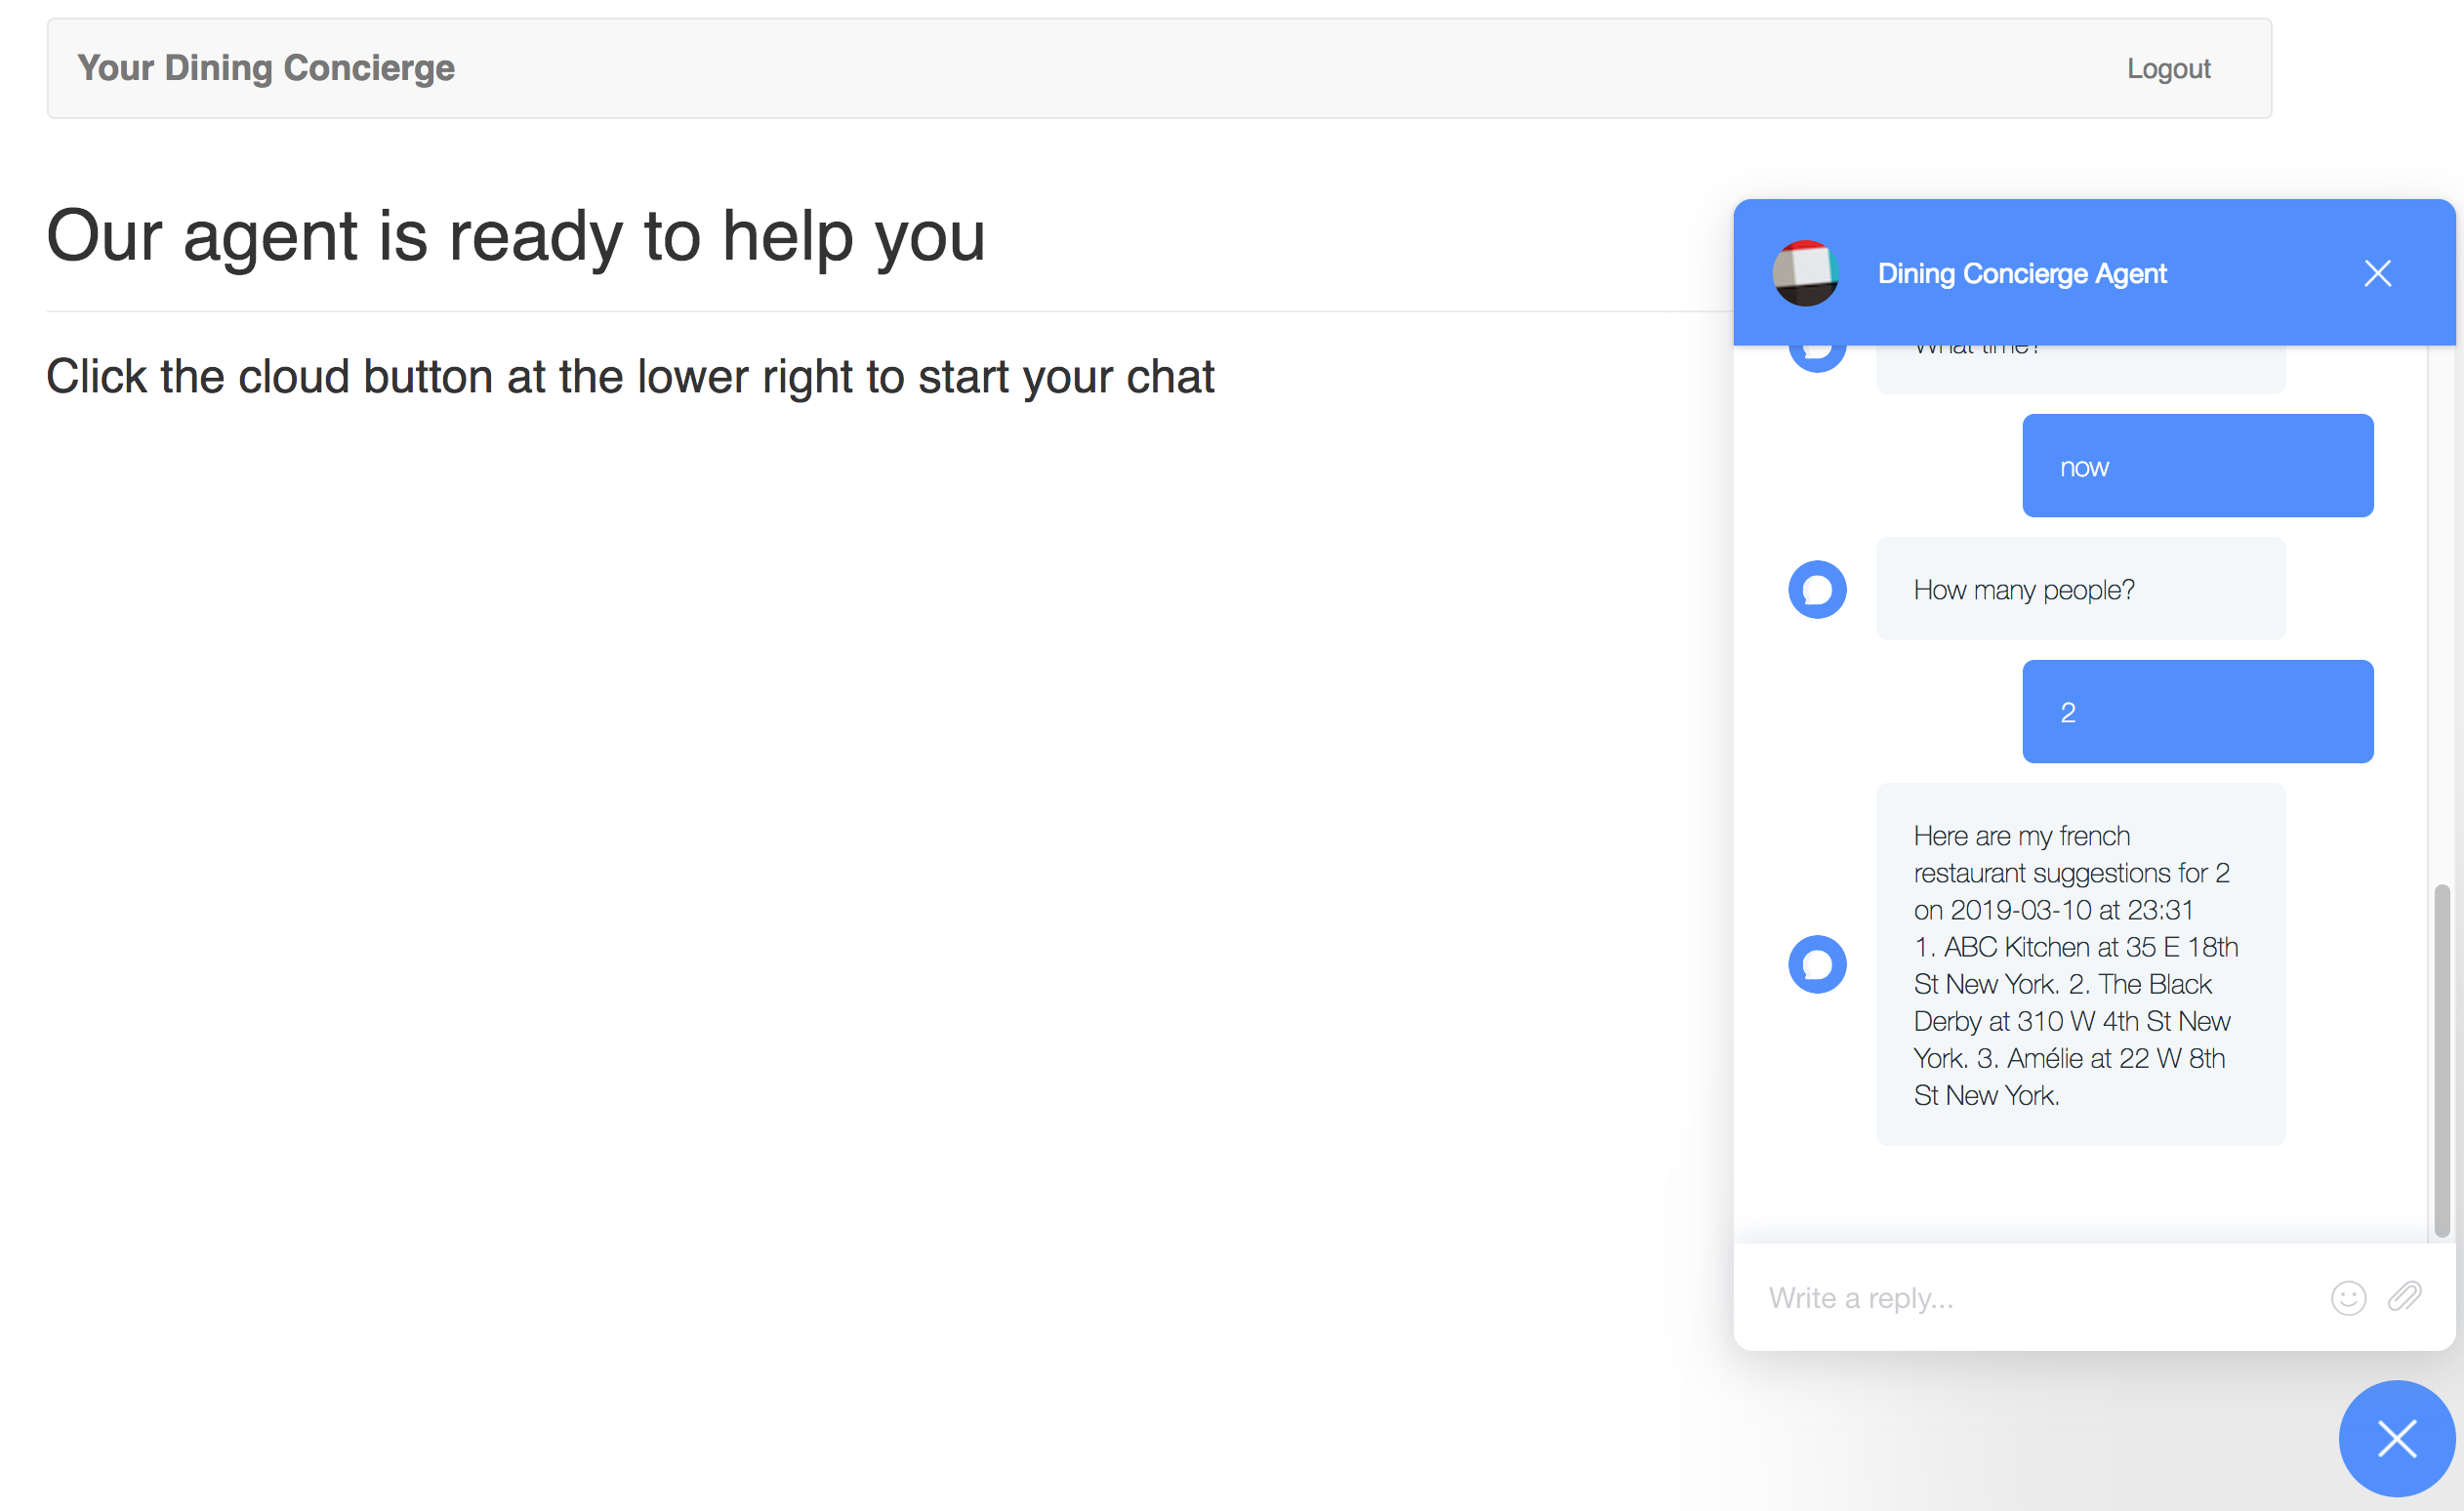 Your Dining Concierge
Logout
Our agent is ready to help you
Click the cloud button at the lower right to start your chat
Dining Concierge Agent
What time?
now
How many people?
2
Here are my french
restaurant suggestions for 2
on 2019-03-10 at 23:31
1. ABC Kitchen at 35 E 18th
St New York. 2. The Black
Derby at 310 W 4th St New
York. 3. Amélie at 22 W 8th
St New York.
Write a reply...